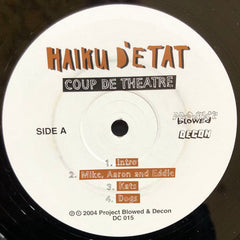 HAIKU D'ETAT
COUP DE THEATRE
SIDE A
blowed
DECON
1. Intro
2. Mike, Aaron and Eddie
3. Kats
4. Dogs
℗ © 2004 Project Blowed & Decon
DC 015